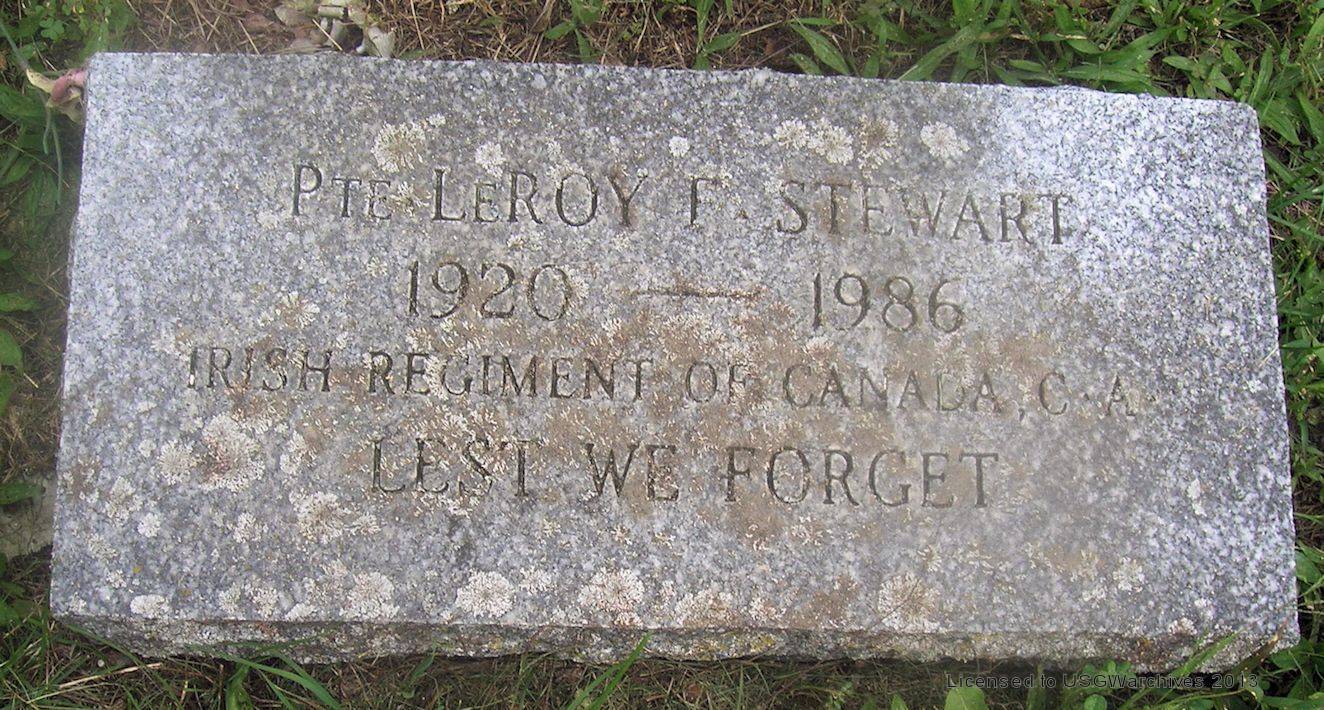 PTE LEROY F. STEWART
1920 — 1986
IRISH REGIMENT OF CANADA, C·A·
LEST WE FORGET
Licensed to USGWarchives 2013